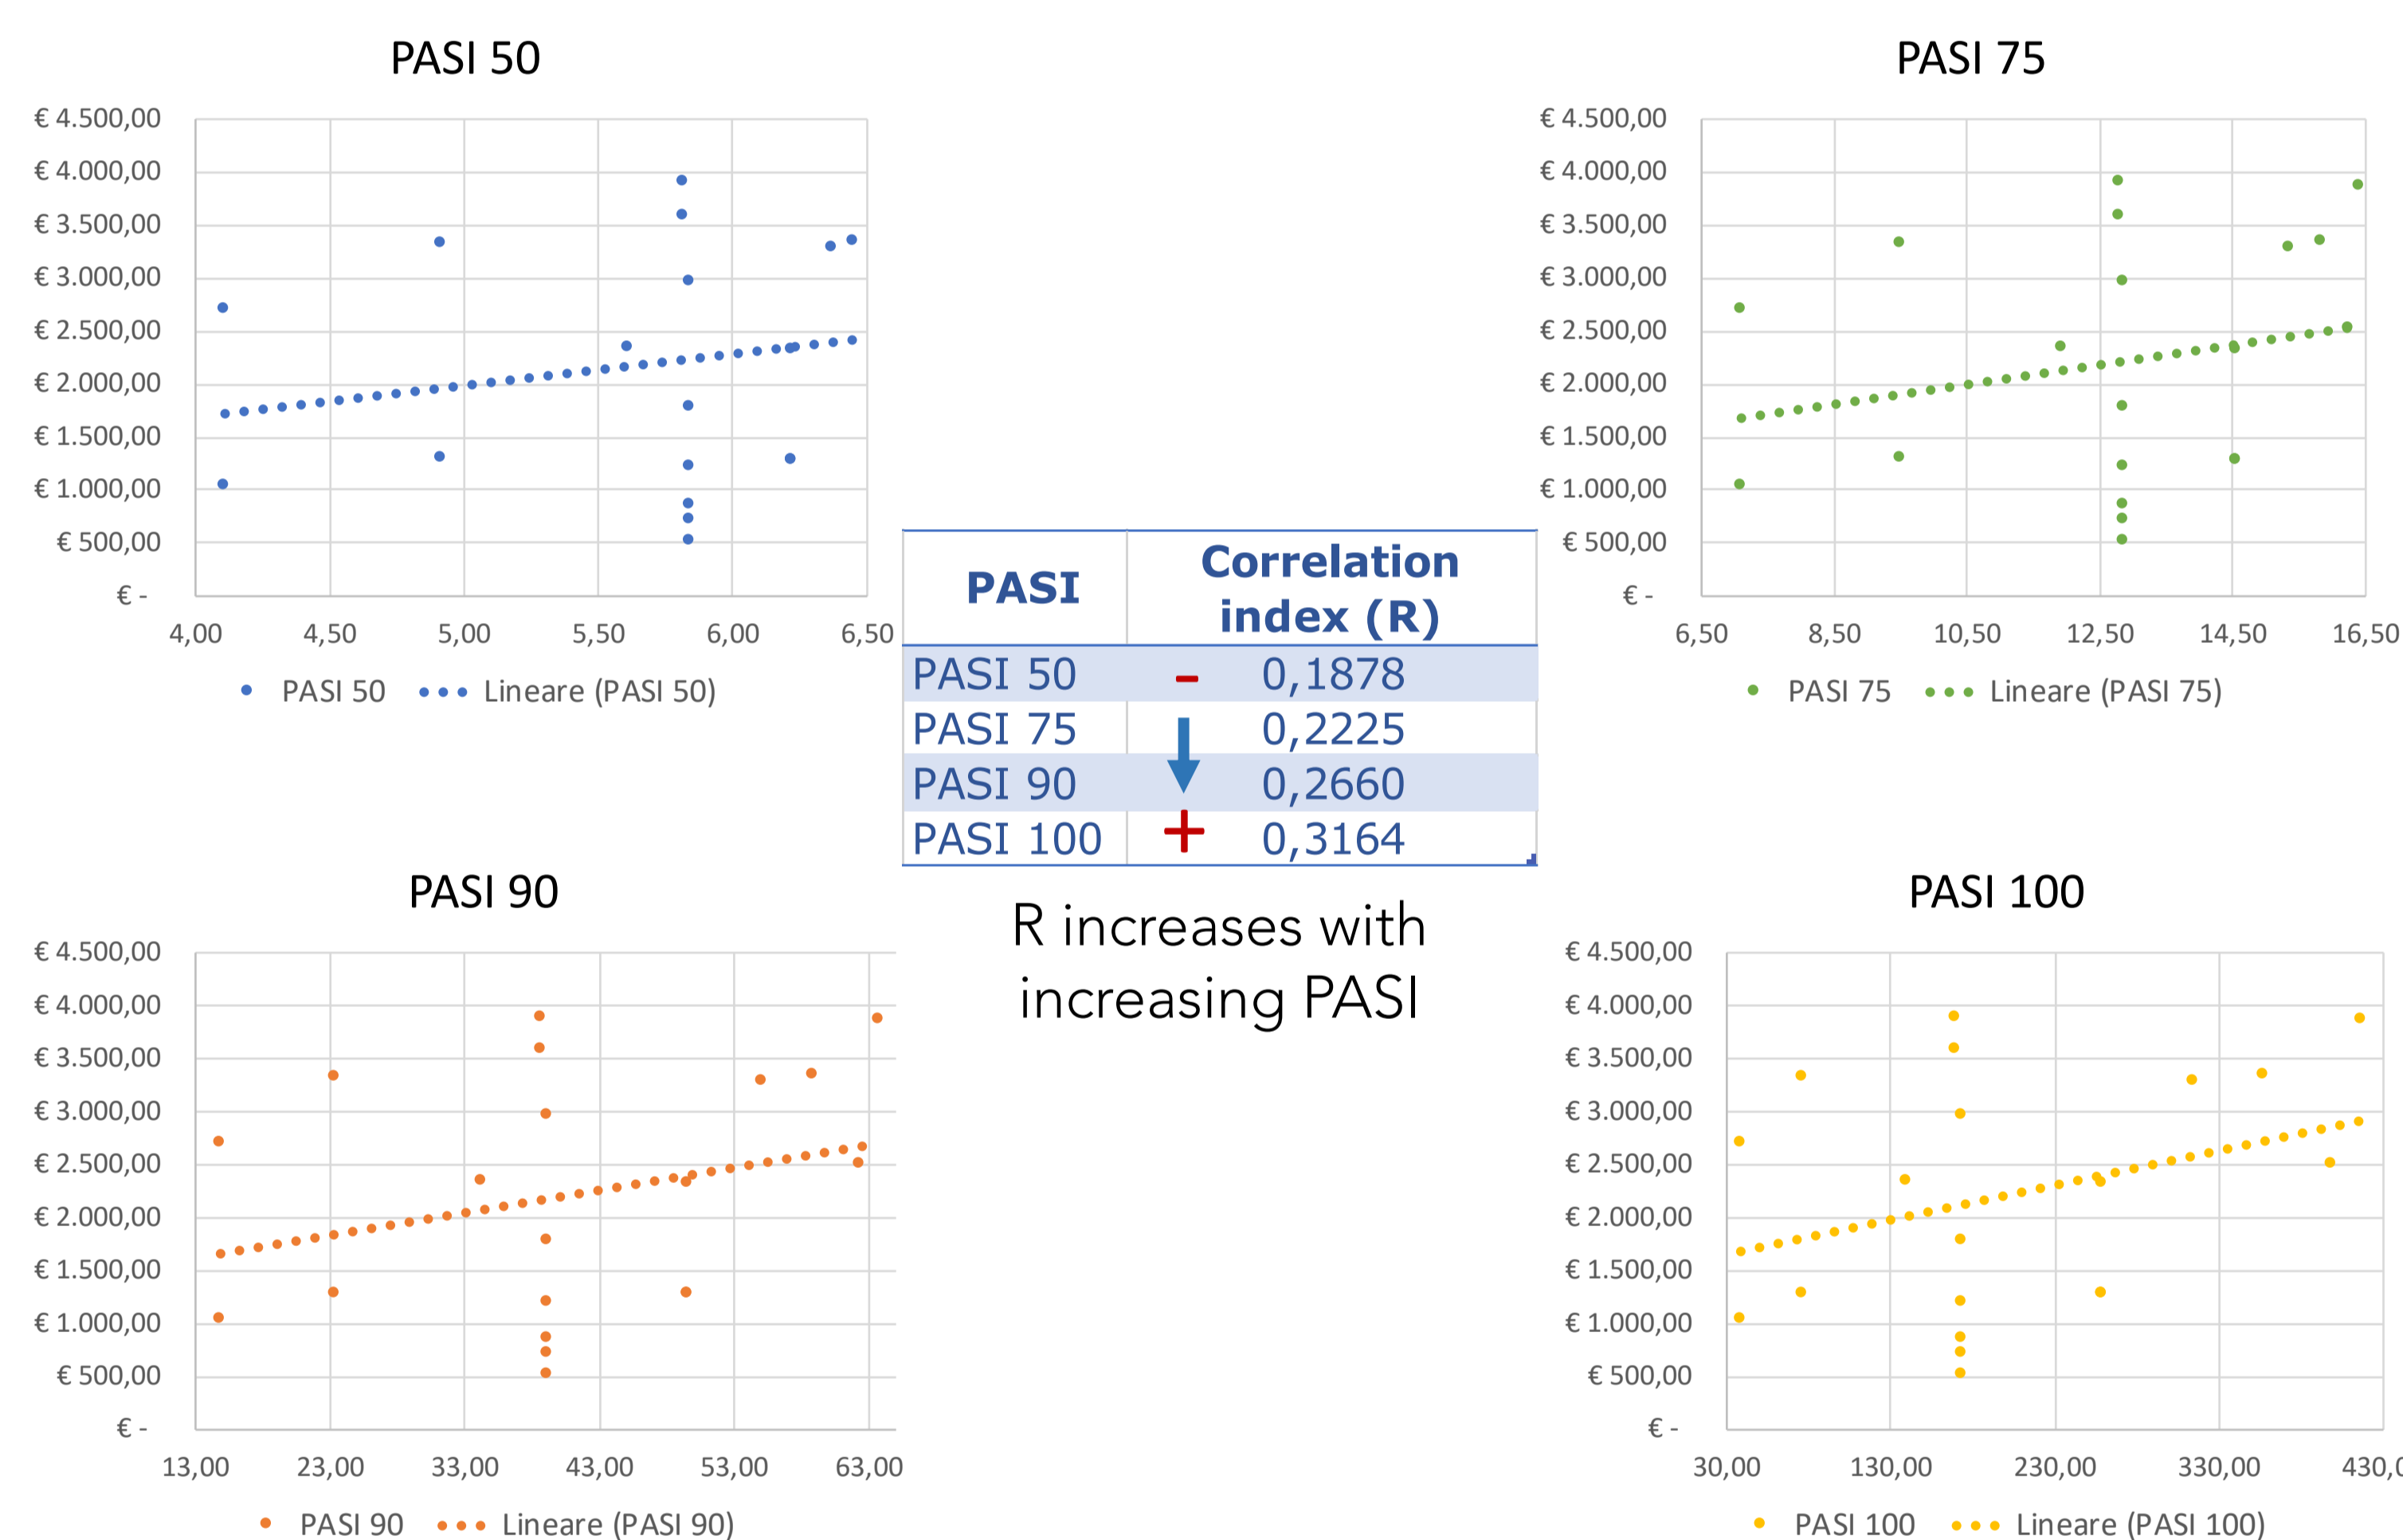 PASI 50
€ 4.500,00
€ 4.000,00
€ 3.500,00
€ 3.000,00
€ 2.500,00
€ 2.000,00
€ 1.500,00
€ 1.000,00
€ 500,00
€ -
4,00 4,50 5,00 5,50 6,00 6,50
PASI 50 Lineare (PASI 50)
PASI 75
€ 4.500,00
€ 4.000,00
€ 3.500,00
€ 3.000,00
€ 2.500,00
€ 2.000,00
€ 1.500,00
€ 1.000,00
€ 500,00
€ -
6,50 8,50 10,50 12,50 14,50 16,50
PASI 75 Lineare (PASI 75)
PASI Correlation
index (R)
PASI 50 - 0,1878
PASI 75 0,2225
PASI 90 0,2660
PASI 100 + 0,3164
R increases with
increasing PASI
PASI 90
€ 4.500,00
€ 4.000,00
€ 3.500,00
€ 3.000,00
€ 2.500,00
€ 2.000,00
€ 1.500,00
€ 1.000,00
€ 500,00
€ -
13,00 23,00 33,00 43,00 53,00 63,00
PASI 90 Lineare (PASI 90)
PASI 100
€ 4.500,00
€ 4.000,00
€ 3.500,00
€ 3.000,00
€ 2.500,00
€ 2.000,00
€ 1.500,00
€ 1.000,00
€ 500,00
€ -
30,00 130,00 230,00 330,00 430,0
PASI 100 Lineare (PASI 100)